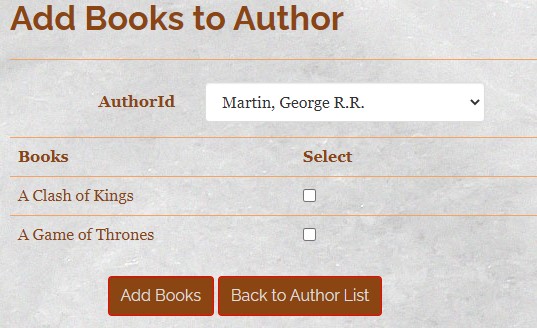 Add Books to Author
AuthorId Martin, George R.R.
Books Select
A Clash of Kings
A Game of Thrones
Add Books Back to Author List